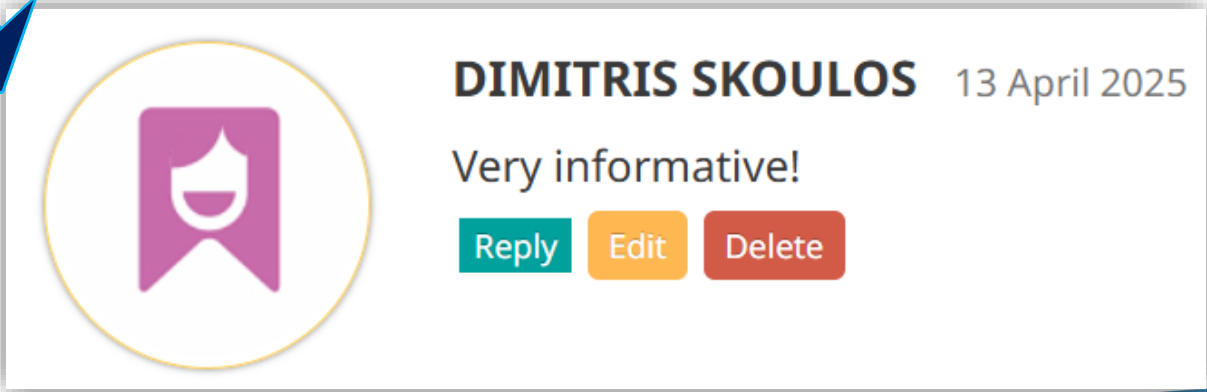 DIMITRIS SKOULOS 13 April 2025
Very informative!
Reply Edit Delete